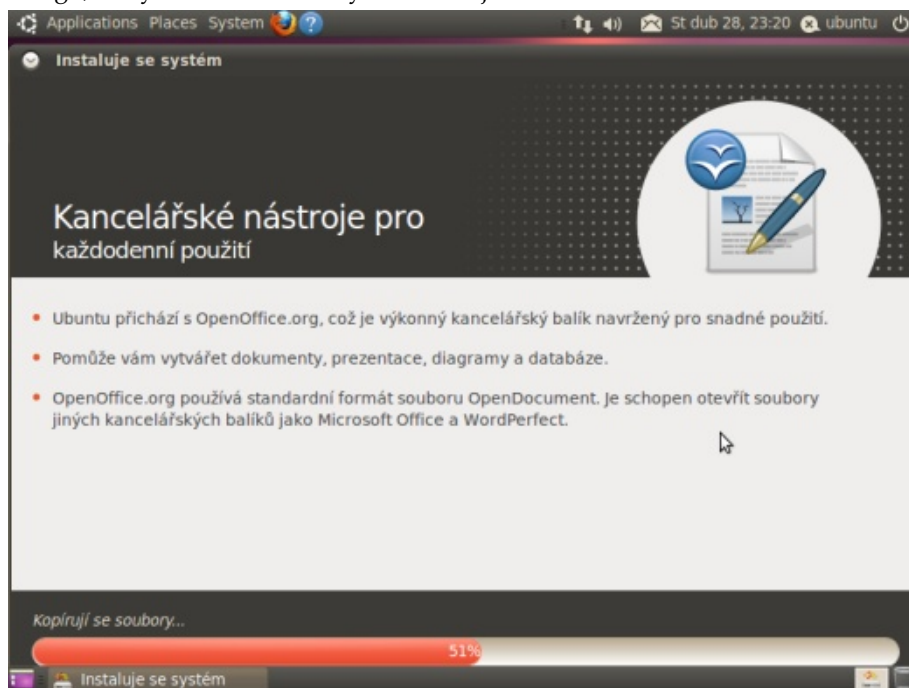 Applications Places System
St dub 28, 23:20 ubuntu
Instaluje se systém
Kancelářské nástroje pro
každodenní použití
Ubuntu přichází s OpenOffice.org, což je výkonný kancelářský balík navržený pro snadné použití.
Pomůže vám vytvářet dokumenty, prezentace, diagramy a databáze.
OpenOffice.org používá standardní formát souboru OpenDocument. Je schopen otevřít soubory
jiných kancelářských balíků jako Microsoft Office a WordPerfect.
Kopírují se soubory...
51%
Instaluje se systém